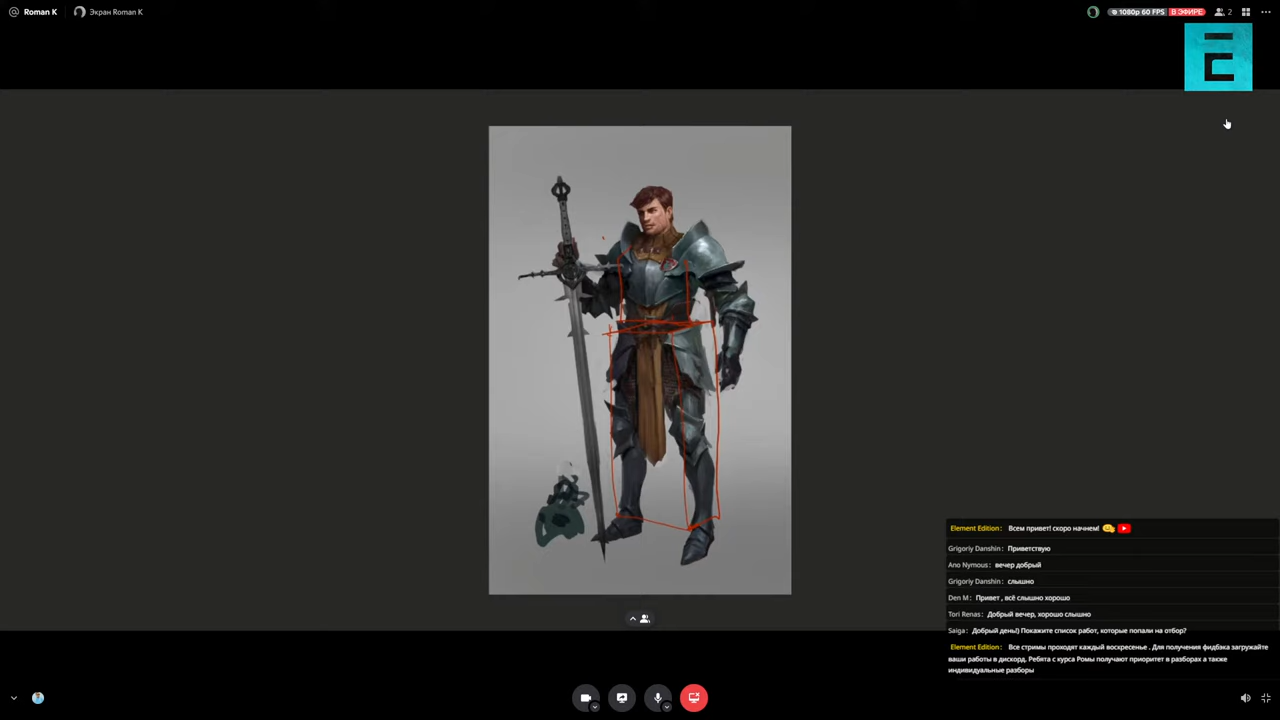 Roman K
Экран Roman K
1080p 60 FPS
В ЭФИРЕ
2
Element Edition: Всем привет! скоро начнем!
Grigoriy Danshin: Приветствую
Ano Nymous: вечер добрый
Grigoriy Danshin: слышно
Den M: Привет , всё слышно хорошо
Tori Renas: Добрый вечер, хорошо слышно
Saiga: Добрый день!) Покажите список работ, которые попали на отбор?
Element Edition: Все стримы проходят каждый воскресенье . Для получения фидбэка загружайте
ваши работы в дискорд. Ребята с курса Ромы получают приоритет в разборах а также
индивидуальные разборы